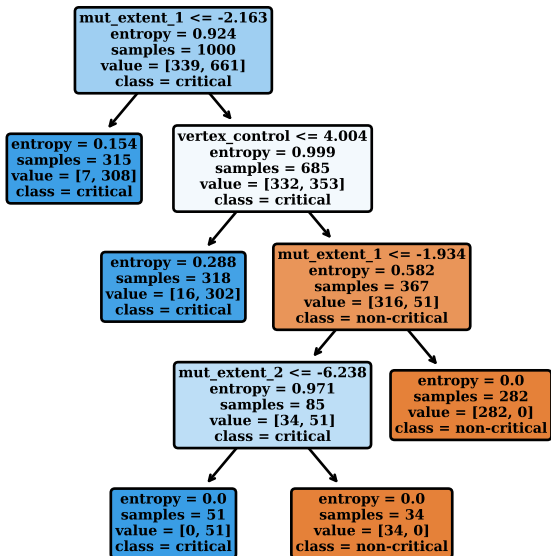 mut_extent_1 <= -2.163
entropy = 0.924
samples = 1000
value = [339, 661]
class = critical
entropy = 0.154
samples = 315
value = [7, 308]
class = critical
vertex_control <= 4.004
entropy = 0.999
samples = 685
value = [332, 353]
class = critical
entropy = 0.288
samples = 318
value = [16, 302]
class = critical
mut_extent_1 <= -1.934
entropy = 0.582
samples = 367
value = [316, 51]
class = non-critical
mut_extent_2 <= -6.238
entropy = 0.971
samples = 85
value = [34, 51]
class = critical
entropy = 0.0
samples = 282
value = [282, 0]
class = non-critical
entropy = 0.0
samples = 51
value = [0, 51]
class = critical
entropy = 0.0
samples = 34
value = [34, 0]
class = non-critical